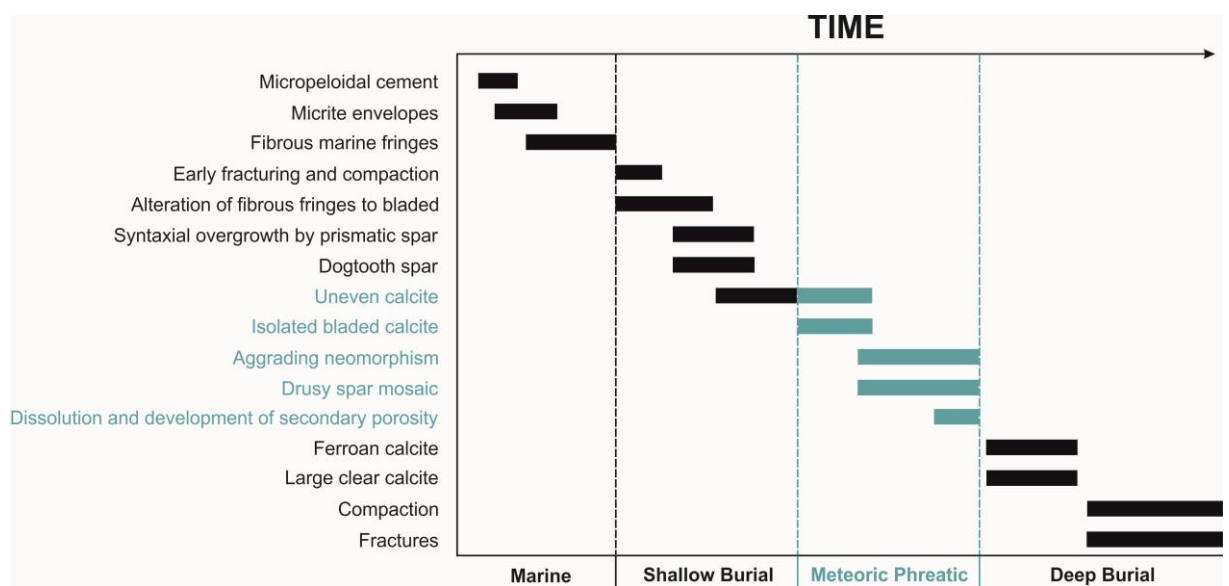 TIME
Micropeloidal cement
Micrite envelopes
Fibrous marine fringes
Early fracturing and compaction
Alteration of fibrous fringes to bladed
Syntaxial overgrowth by prismatic spar
Dogtooth spar
Uneven calcite
Isolated bladed calcite
Aggrading neomorphism
Drusy spar mosaic
Dissolution and development of secondary porosity
Ferroan calcite
Large clear calcite
Compaction
Fractures
Marine Shallow Burial Meteoric Phreatic Deep Burial